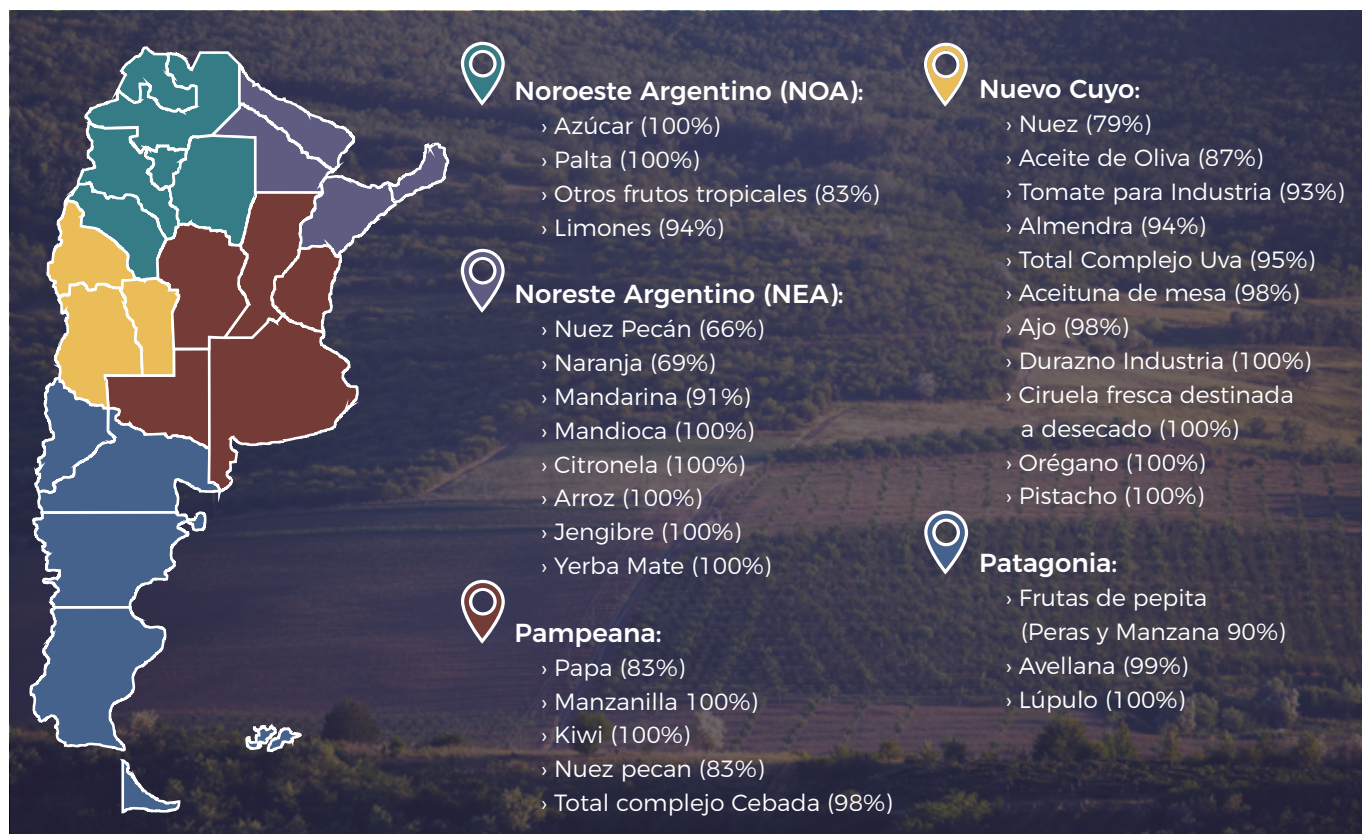 Noroeste Argentino (NOA):
› Azúcar (100%)
› Palta (100%)
› Otros frutos tropicales (83%)
› Limones (94%)
Noreste Argentino (NEA):
› Nuez Pecán (66%)
› Naranja (69%)
› Mandarina (91%)
› Mandioca (100%)
› Citronela (100%)
› Arroz (100%)
› Jengibre (100%)
› Yerba Mate (100%)
Pampeana:
› Papa (83%)
› Manzanilla 100%)
› Kiwi (100%)
› Nuez pecan (83%)
› Total complejo Cebada (98%)
Nuevo Cuyo:
› Nuez (79%)
› Aceite de Oliva (87%)
› Tomate para Industria (93%)
› Almendra (94%)
› Total Complejo Uva (95%)
› Aceituna de mesa (98%)
› Ajo (98%)
› Durazno Industria (100%)
› Ciruela fresca destinada
a desecado (100%)
› Orégano (100%)
› Pistacho (100%)
Patagonia:
› Frutas de pepita
(Peras y Manzana 90%)
› Avellana (99%)
› Lúpulo (100%)